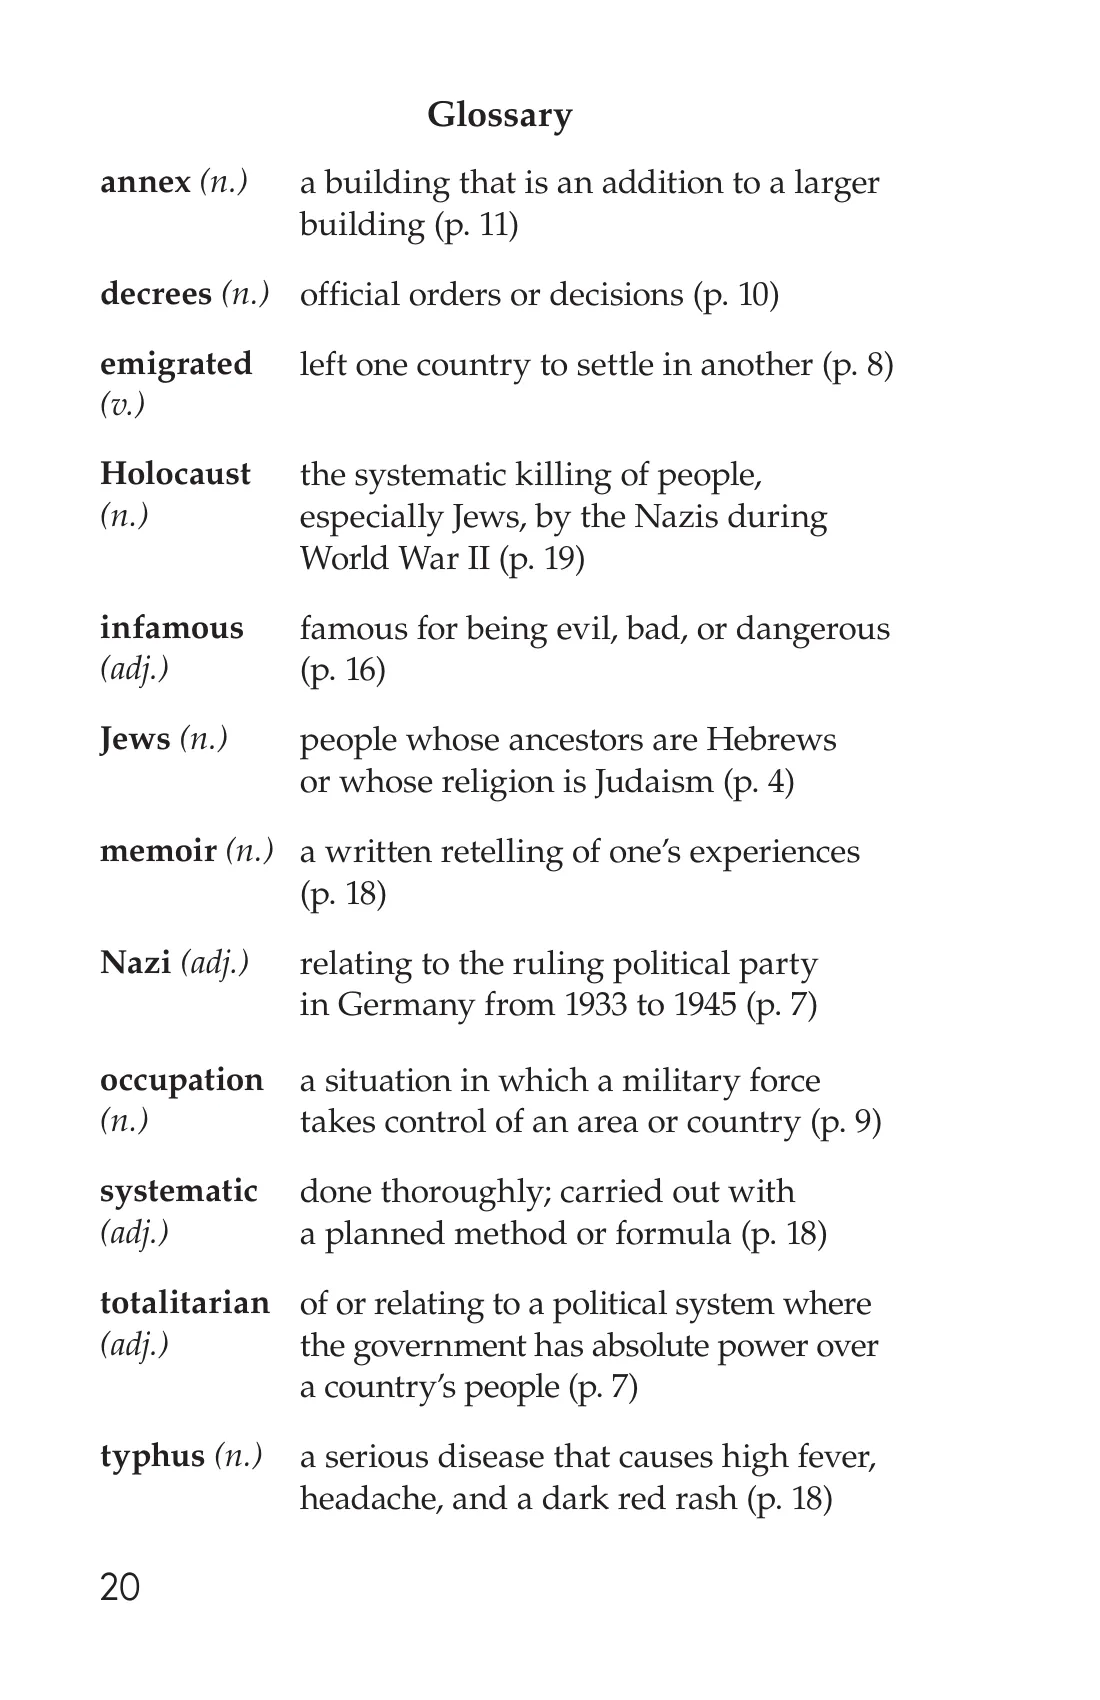 Glossary
annex (n.) a building that is an addition to a larger
building (p. 11)
decrees (n.) official orders or decisions (p. 10)
emigrated left one country to settle in another (p. 8)
(v.)
Holocaust the systematic killing of people,
(n.) especially Jews, by the Nazis during
World War II (p. 19)
infamous famous for being evil, bad, or dangerous
(adj.) (p. 16)
Jews (n.) people whose ancestors are Hebrews
or whose religion is Judaism (p. 4)
memoir (n.) a written retelling of one’s experiences
(p. 18)
Nazi (adj.) relating to the ruling political party
in Germany from 1933 to 1945 (p. 7)
occupation a situation in which a military force
(n.) takes control of an area or country (p. 9)
systematic done thoroughly; carried out with
(adj.) a planned method or formula (p. 18)
totalitarian of or relating to a political system where
(adj.) the government has absolute power over
a country’s people (p. 7)
typhus (n.) a serious disease that causes high fever,
headache, and a dark red rash (p. 18)
20